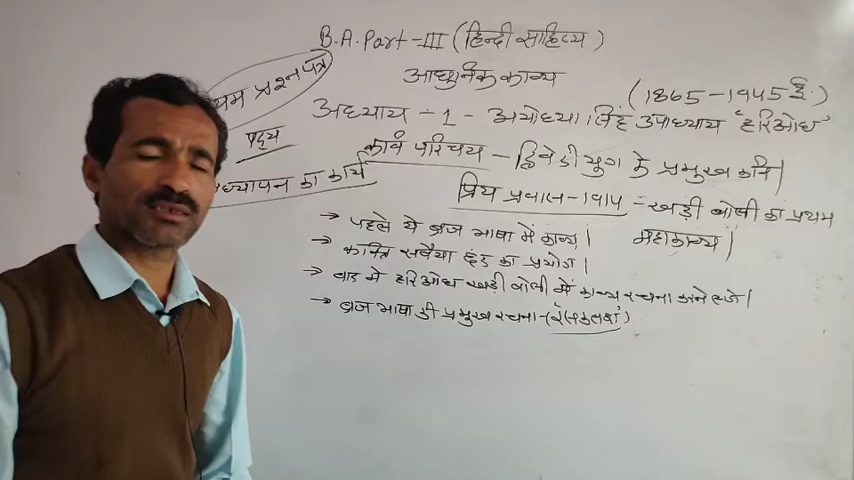 B.A. Part-III (हिन्दी साहित्य)
प्रश्न पत्र
आधुनिक काव्य
(1865-1945 ई.)
अध्याय - 1 - अयोध्या सिंह उपाध्याय 'हरिऔध'
पद्य
कवि परिचय - द्विवेदी युग के प्रमुख कवि।
अध्यापन का कार्य
प्रिय प्रवास-1914 - खड़ी बोली का प्रथम
महाकाव्य।
→ पहले ये ब्रज भाषा में काव्य।
→ कवित्त सवैया छंद का प्रयोग।
→ बाद में हरिऔध खड़ी बोली में काव्य रचना करने लगे।
→ ब्रज भाषा की प्रमुख रचना-('रसकलश')